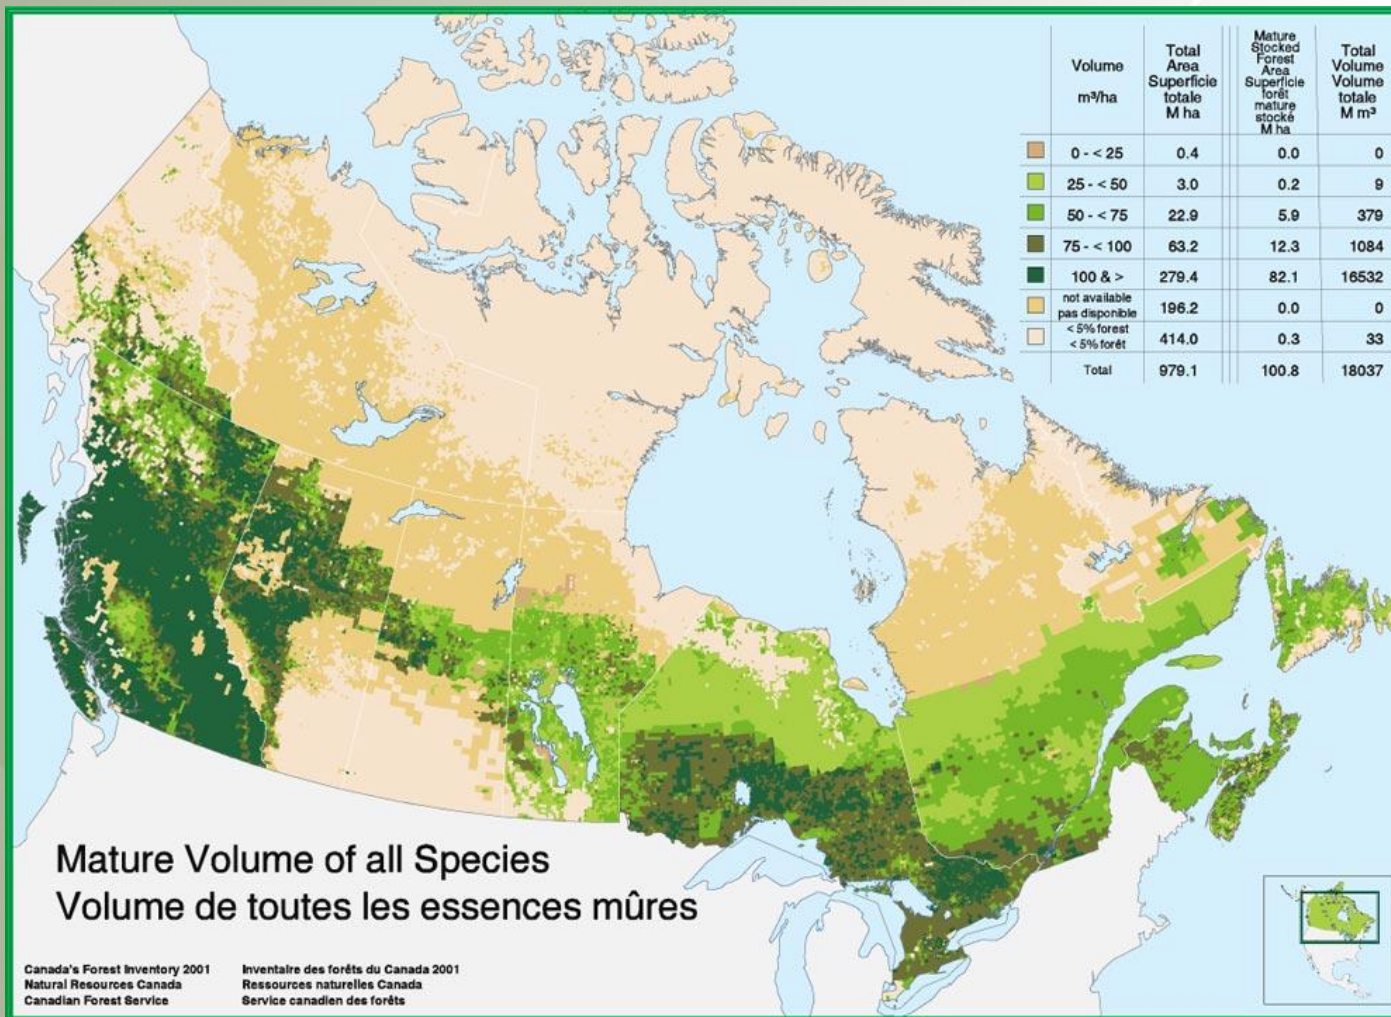 Volume
m³/ha
Total
Area
Superficie
totale
M ha
Mature
Stocked
Forest
Area
Superficie
forêt
mature
stocké
M ha
Total
Volume
Volume
totale
M m³
0 - < 25 0.4 0.0 0
25 - < 50 3.0 0.2 9
50 - < 75 22.9 5.9 379
75 - < 100 63.2 12.3 1084
100 & > 279.4 82.1 16532
not available
pas disponible 196.2 0.0 0
< 5% forest
< 5% forêt 414.0 0.3 33
Total 979.1 100.8 18037
Mature Volume of all Species
Volume de toutes les essences mûres
Canada's Forest Inventory 2001
Natural Resources Canada
Canadian Forest Service
Inventaire des forêts du Canada 2001
Ressources naturelles Canada
Service canadien des forêts